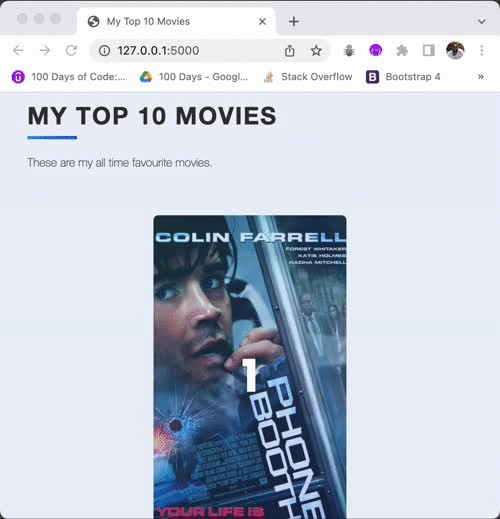 My Top 10 Movies
127.0.0.1:5000
100 Days of Code:...
100 Days - Googl...
Stack Overflow
Bootstrap 4
»
MY TOP 10 MOVIES
These are my all time favourite movies.
COLIN FARRELL
FOREST WHITAKER
KATIE HOLMES
RADHA MITCHELL
1
PHONE
BOOTH
YOUR LIFE IS